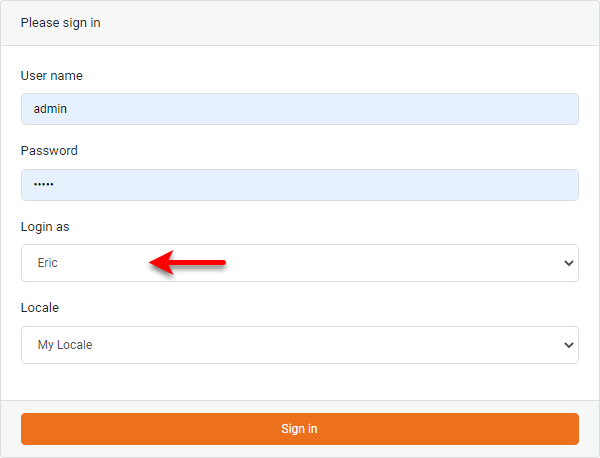 Please sign in
User name
admin
Password
•••••
Login as
Eric
Locale
My Locale
Sign in